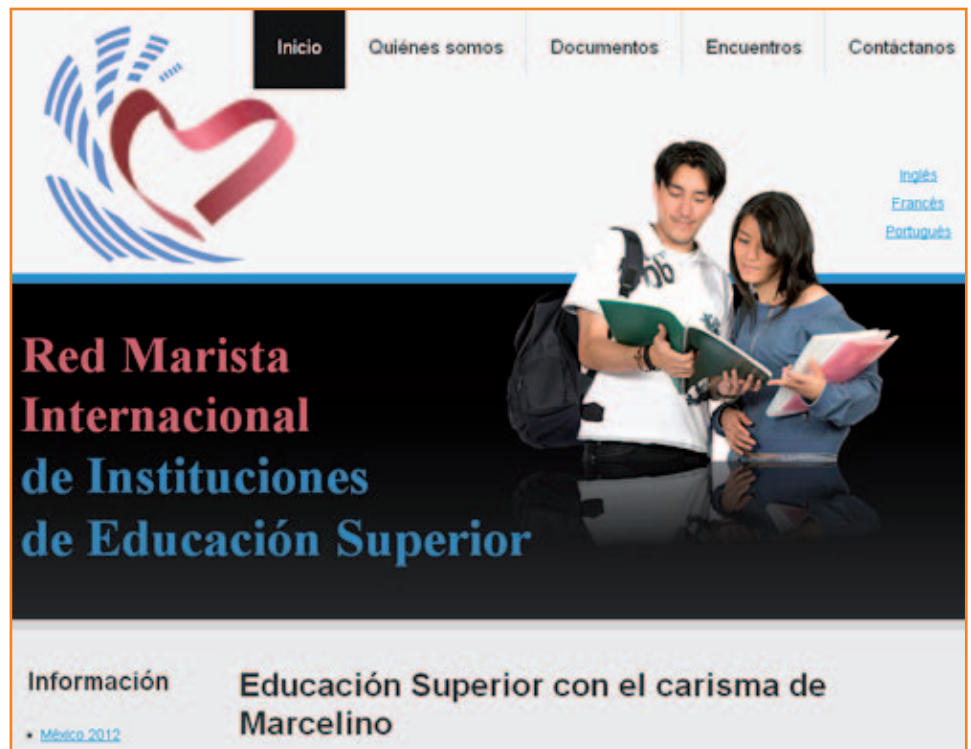 Inicio
Quiénes somos
Documentos
Encuentros
Contáctanos
Inglés
Francés
Portugués
Red Marista
Internacional
de Instituciones
de Educación Superior
Información
México 2012
Educación Superior con el carisma de
Marcelino